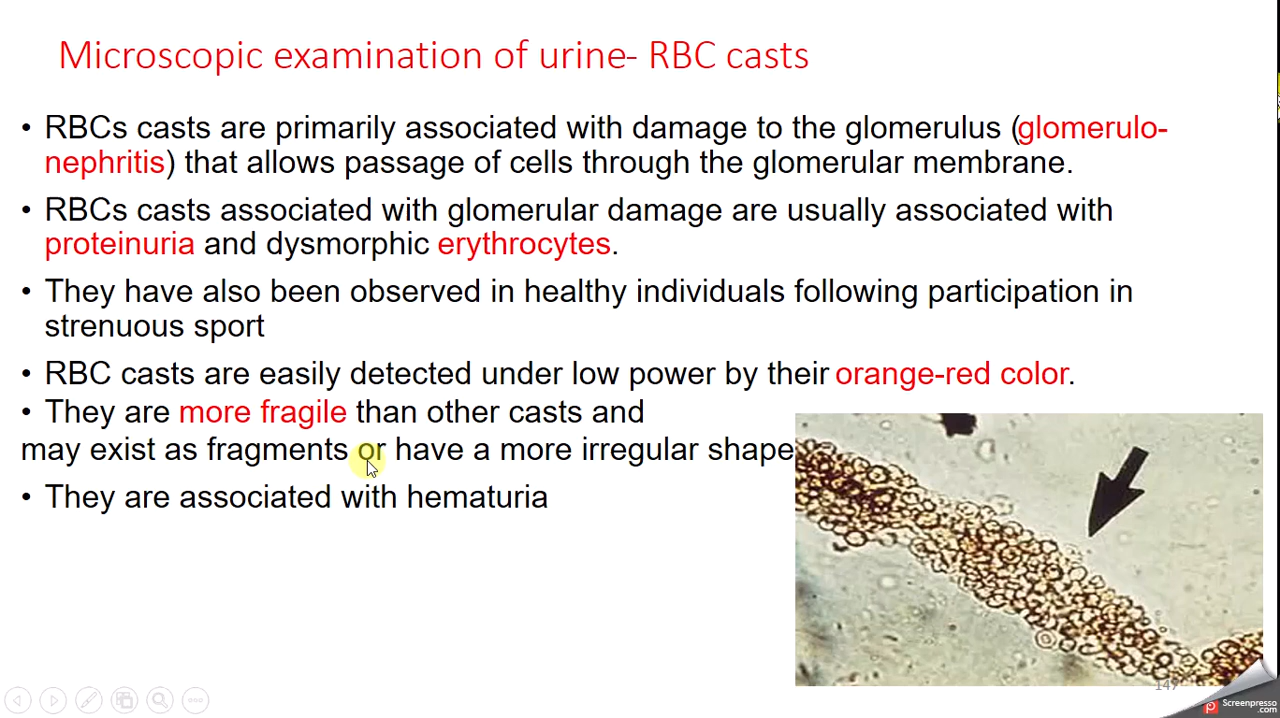 Microscopic examination of urine- RBC casts
• RBCs casts are primarily associated with damage to the glomerulus (glomerulo-
nephritis) that allows passage of cells through the glomerular membrane.
• RBCs casts associated with glomerular damage are usually associated with
proteinuria and dysmorphic erythrocytes.
• They have also been observed in healthy individuals following participation in
strenuous sport
• RBC casts are easily detected under low power by their orange-red color.
• They are more fragile than other casts and
may exist as fragments or have a more irregular shape
• They are associated with hematuria
Screenpresso
.com